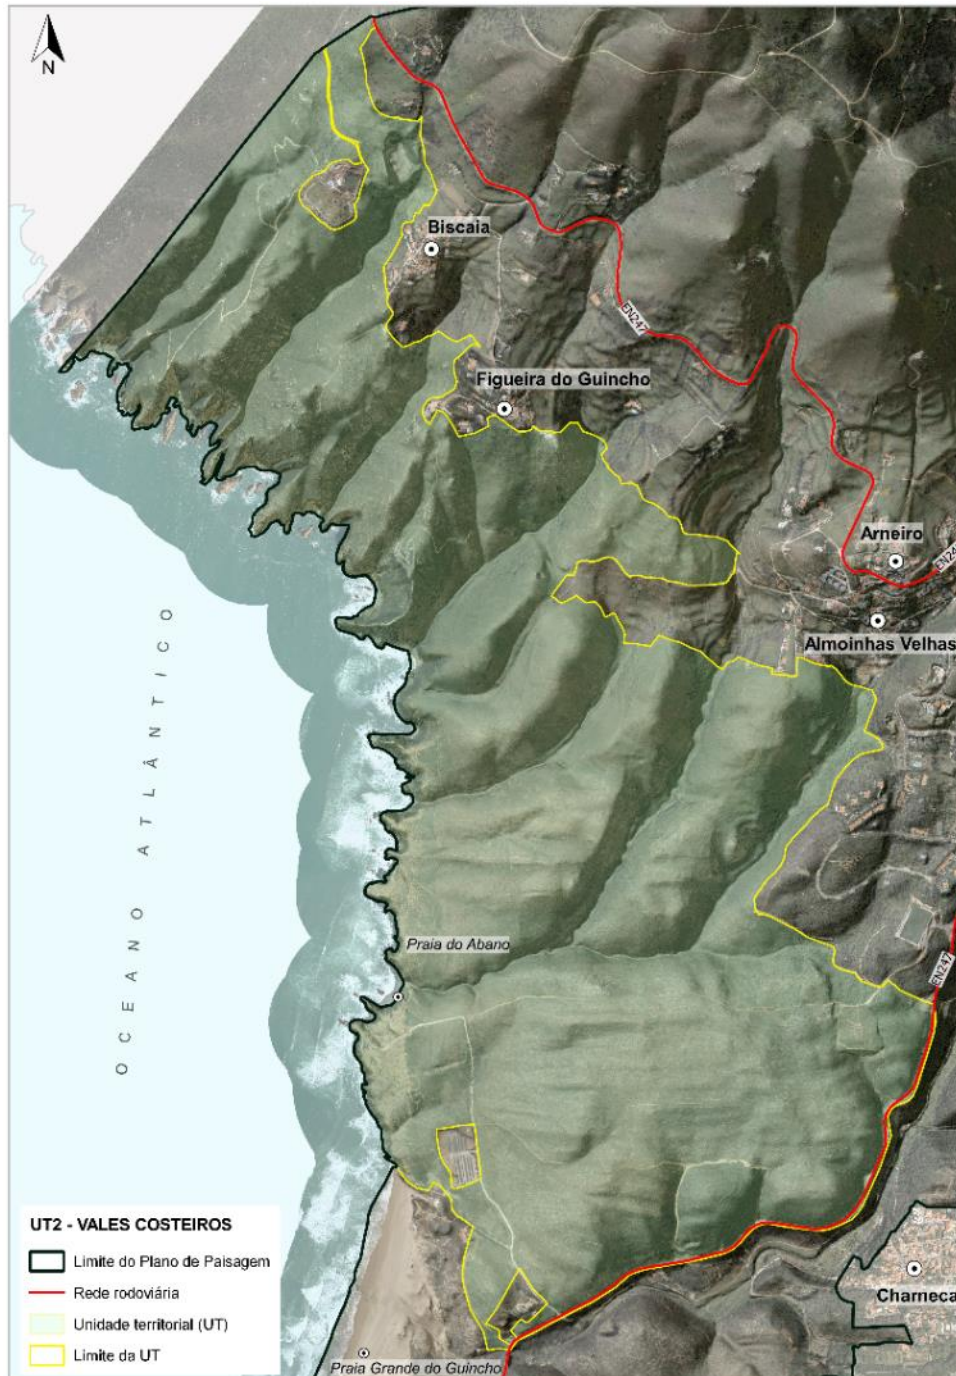 N
Biscaia
EN247
Figueira do Guincho
Arneiro
EN24
Almoinhas Velhas
OCEANO ATLÂNTICO
Praia do Abano
EN247
UT2 - VALES COSTEIROS
Limite do Plano de Paisagem
Rede rodoviária
Unidade territorial (UT)
Limite da UT
Charneca
Praia Grande do Guincho